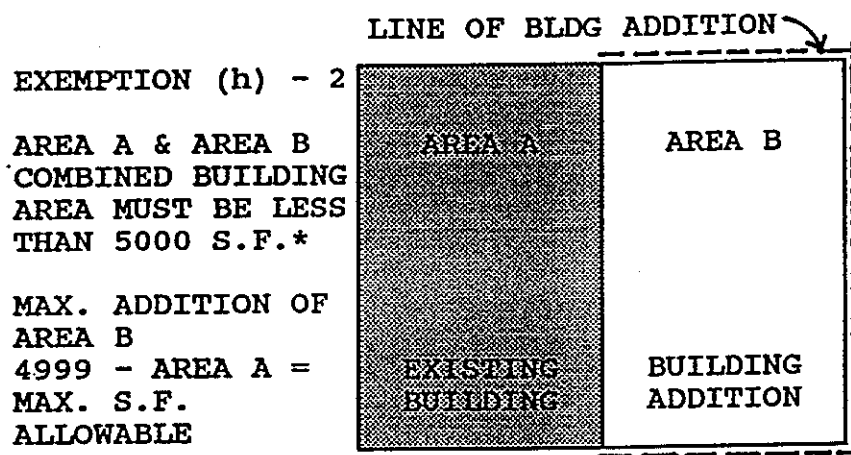 LINE OF BLDG ADDITION
EXEMPTION (h) - 2
AREA A & AREA B
COMBINED BUILDING
AREA MUST BE LESS
THAN 5000 S.F.*
MAX. ADDITION OF
AREA B
4999 - AREA A =
MAX. S.F.
ALLOWABLE
AREA A
EXISTING
BUILDING
AREA B
BUILDING
ADDITION